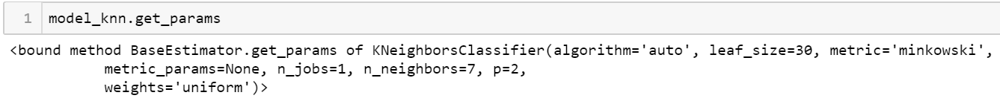 1 model_knn.get_params
<bound method BaseEstimator.get_params of KNeighborsClassifier(algorithm='auto', leaf_size=30, metric='minkowski',
metric_params=None, n_jobs=1, n_neighbors=7, p=2,
weights='uniform')>